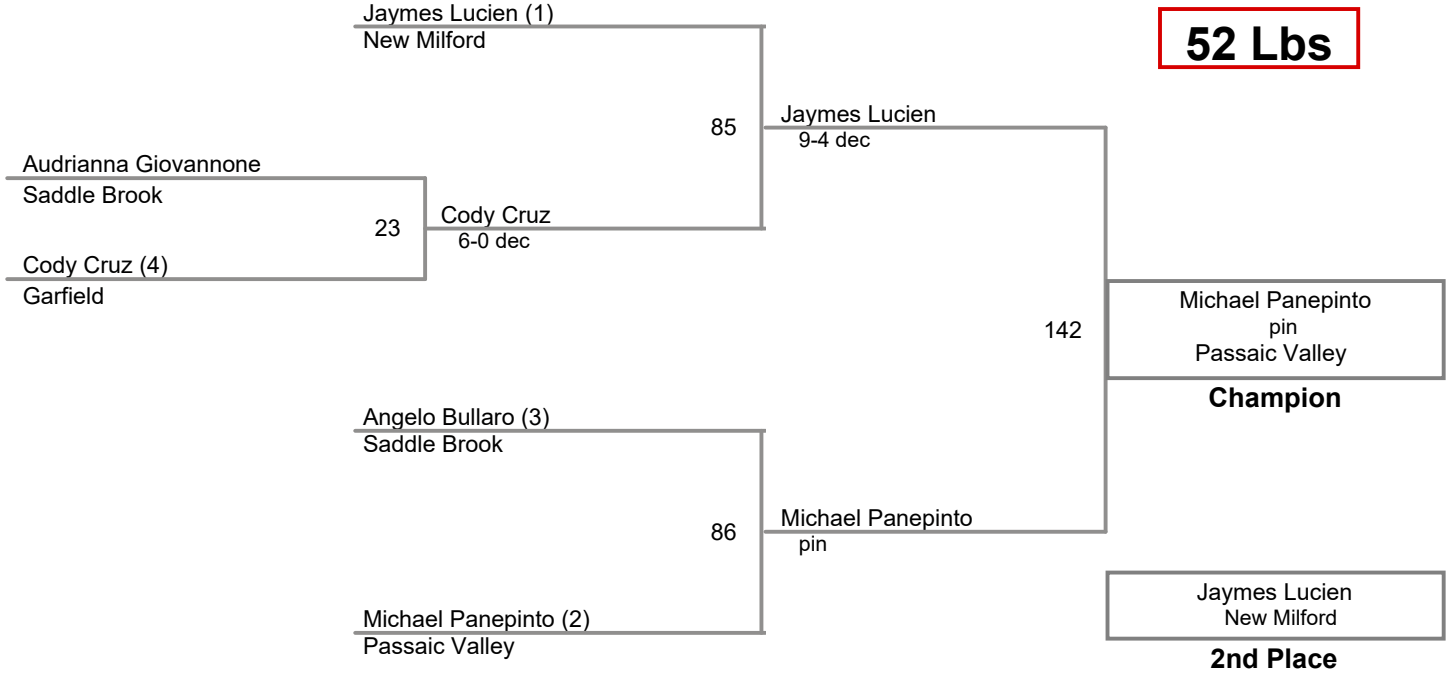 Jaymes Lucien (1)
New Milford
52 Lbs
85
Jaymes Lucien
9-4 dec
Audrianna Giovannone
Saddle Brook
23
Cody Cruz
6-0 dec
Cody Cruz (4)
Garfield
142
Michael Panepinto
pin
Passaic Valley
Champion
Angelo Bullaro (3)
Saddle Brook
86
Michael Panepinto
pin
Michael Panepinto (2)
Passaic Valley
Jaymes Lucien
New Milford
2nd Place